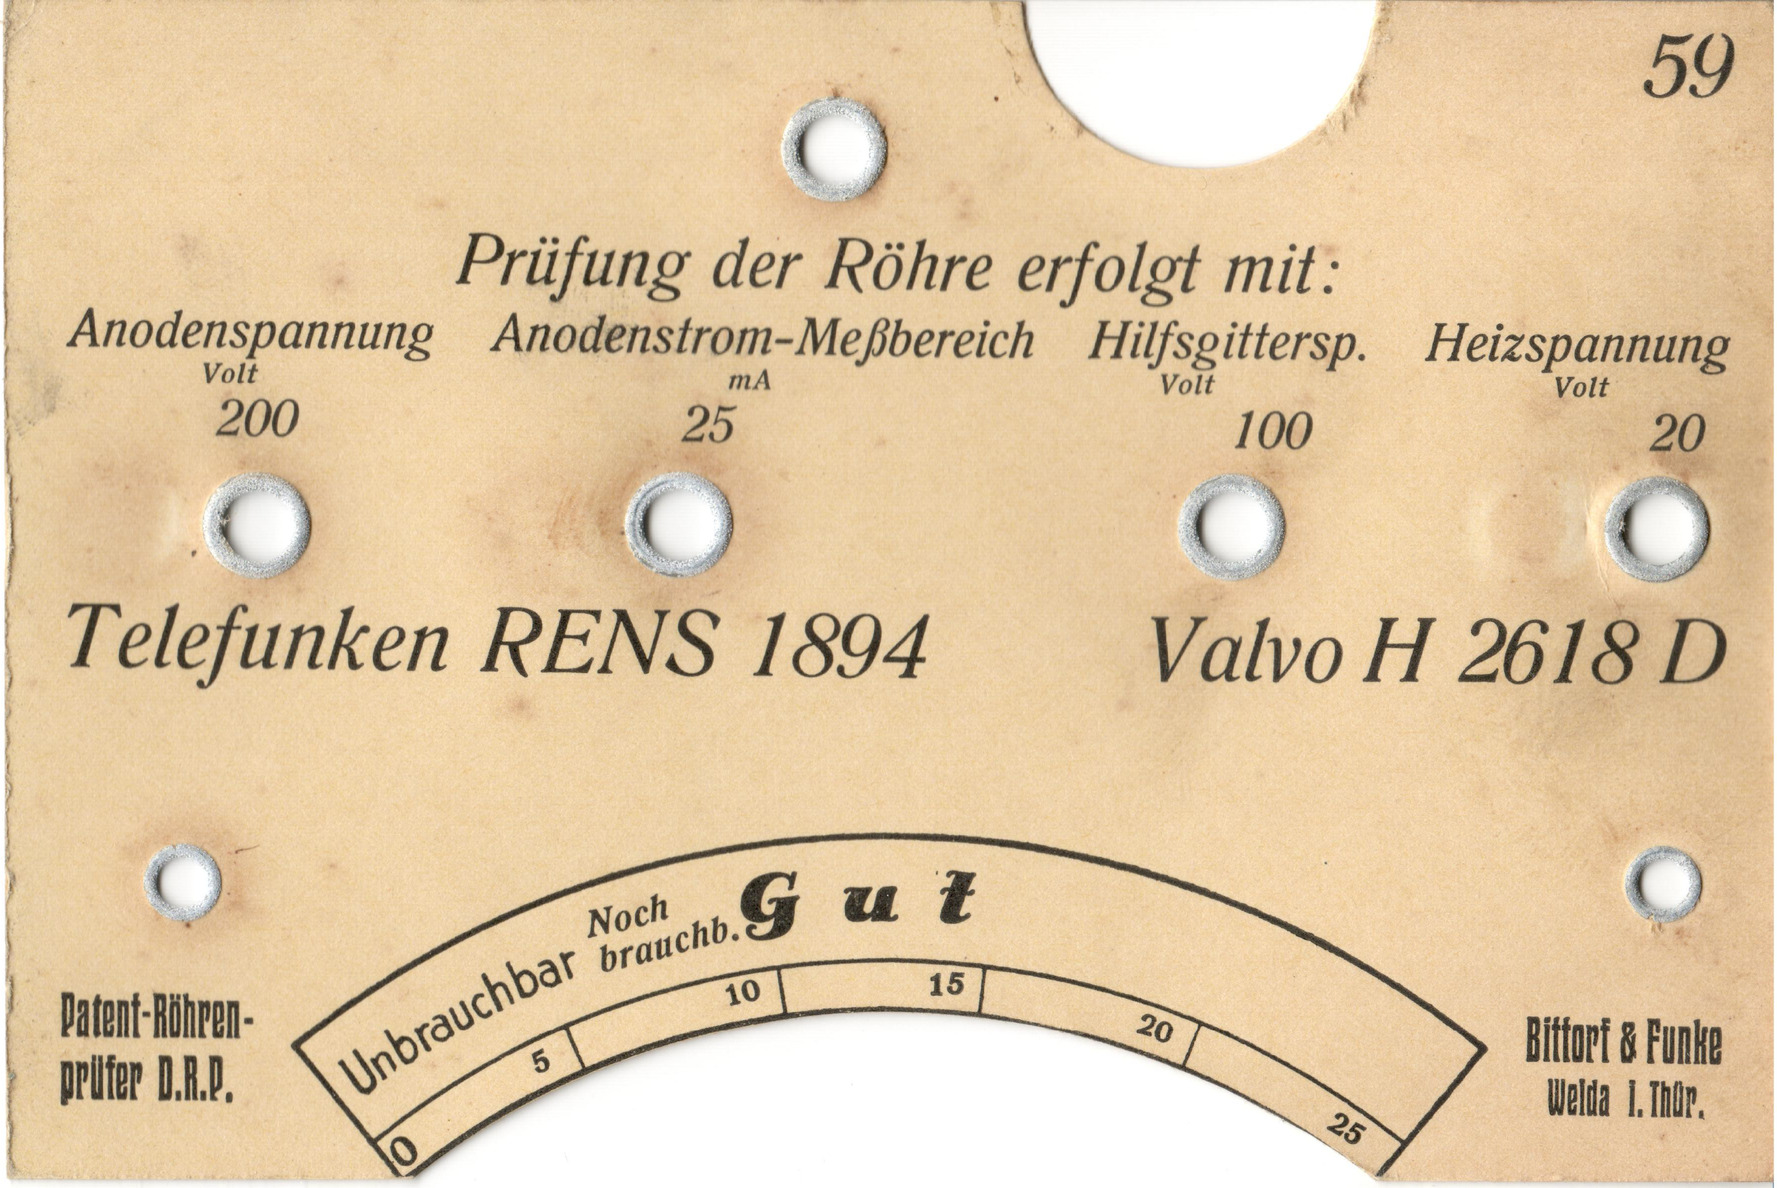 59
Prüfung der Röhre erfolgt mit:
Anodenspannung Anodenstrom-Meßbereich Hilfsgittersp. Heizspannung
Volt mA Volt Volt
200 25 100 20
Telefunken RENS 1894 Valvo H 2618 D
Unbrauchbar
Noch
brauchb.
Gut
0 5 10 15 20 25
Patent-Röhren-
prüfer D.R.P.
Bittorf & Funke
Welda i. Thür.